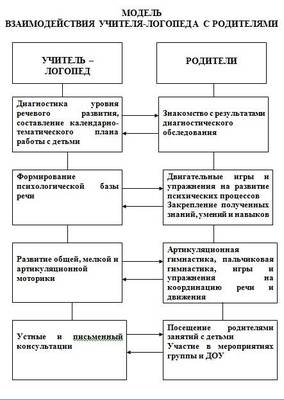 МОДЕЛЬ
ВЗАИМОДЕЙСТВИЯ УЧИТЕЛЯ-ЛОГОПЕДА С РОДИТЕЛЯМИ
УЧИТЕЛЬ –
ЛОГОПЕД
РОДИТЕЛИ
Диагностика уровня
речевого развития,
составление календарно-
тематического плана
работы с детьми
Знакомство с результатами
диагностического
обследования
Формирование
психологической базы
речи
Двигательные игры и
упражнения на развитие
психических процессов
Закрепление полученных
знаний, умений и навыков
Развитие общей, мелкой и
артикуляционной
моторики
Артикуляционная
гимнастика, пальчиковая
гимнастика, игры и
упражнения на
координацию речи и
движения
Устные и письменный
консультации
Посещение родителями
занятий с детьми
Участие в мероприятиях
группы и ДОУ